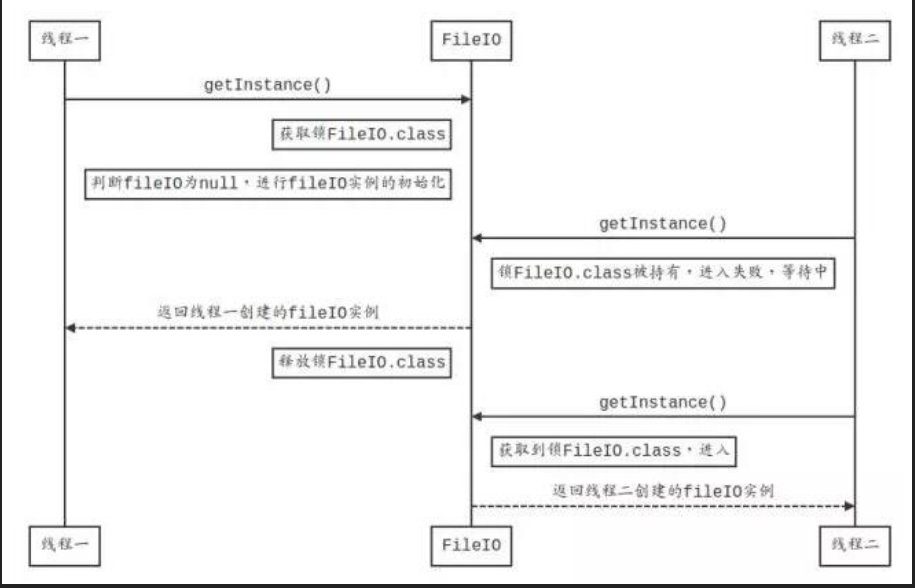 线程一
FileIO
线程二
getInstance()
获取锁FileIO.class
判断fileIO为null，进行fileIO实例的初始化
getInstance()
锁FileIO.class被持有，进入失败，等待中
返回线程一创建的fileIO实例
释放锁FileIO.class
getInstance()
获取到锁FileIO.class，进入
返回线程二创建的fileIO实例
线程一
FileIO
线程二